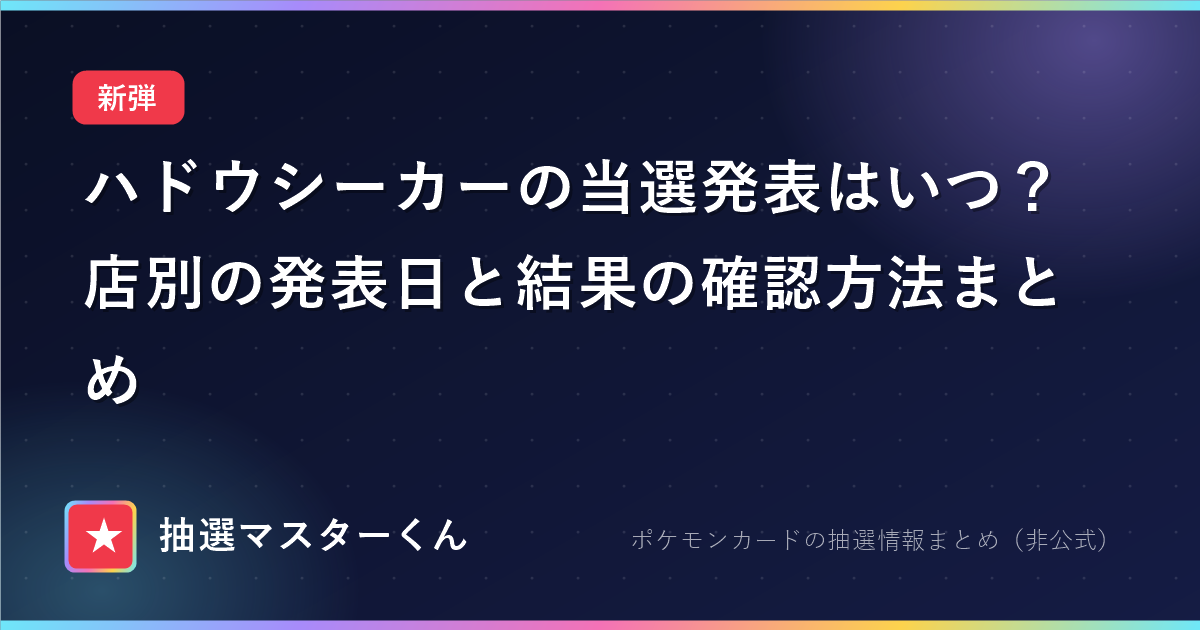 新弾
ハドウシーカーの当選発表はいつ？
店別の発表日と結果の確認方法まと
め
抽選マスターくん
ポケモンカードの抽選情報まとめ（非公式）